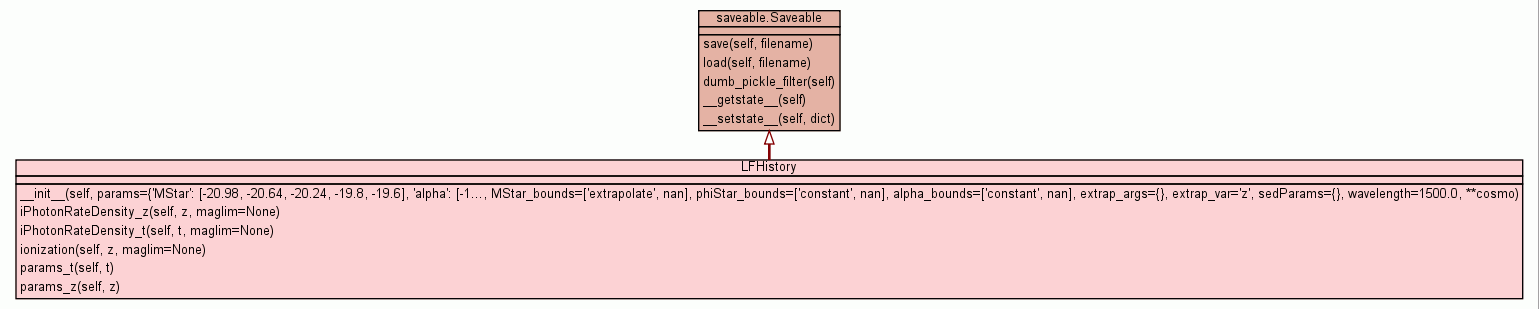 saveable.Saveable
save(self, filename)
load(self, filename)
dumb_pickle_filter(self)
__getstate__(self)
__setstate__(self, dict)
LFHistory
__init__(self, params={'MStar': [-20.98, -20.64, -20.24, -19.8, -19.6], 'alpha': [-1..., MStar_bounds=['extrapolate', nan], phiStar_bounds=['constant', nan], alpha_bounds=['constant', nan], extrap_args={}, extrap_var='z', sedParams={}, wavelength=1500.0, **cosmo)
iPhotonRateDensity_z(self, z, maglim=None)
iPhotonRateDensity_t(self, t, maglim=None)
ionization(self, z, maglim=None)
params_t(self, t)
params_z(self, z)